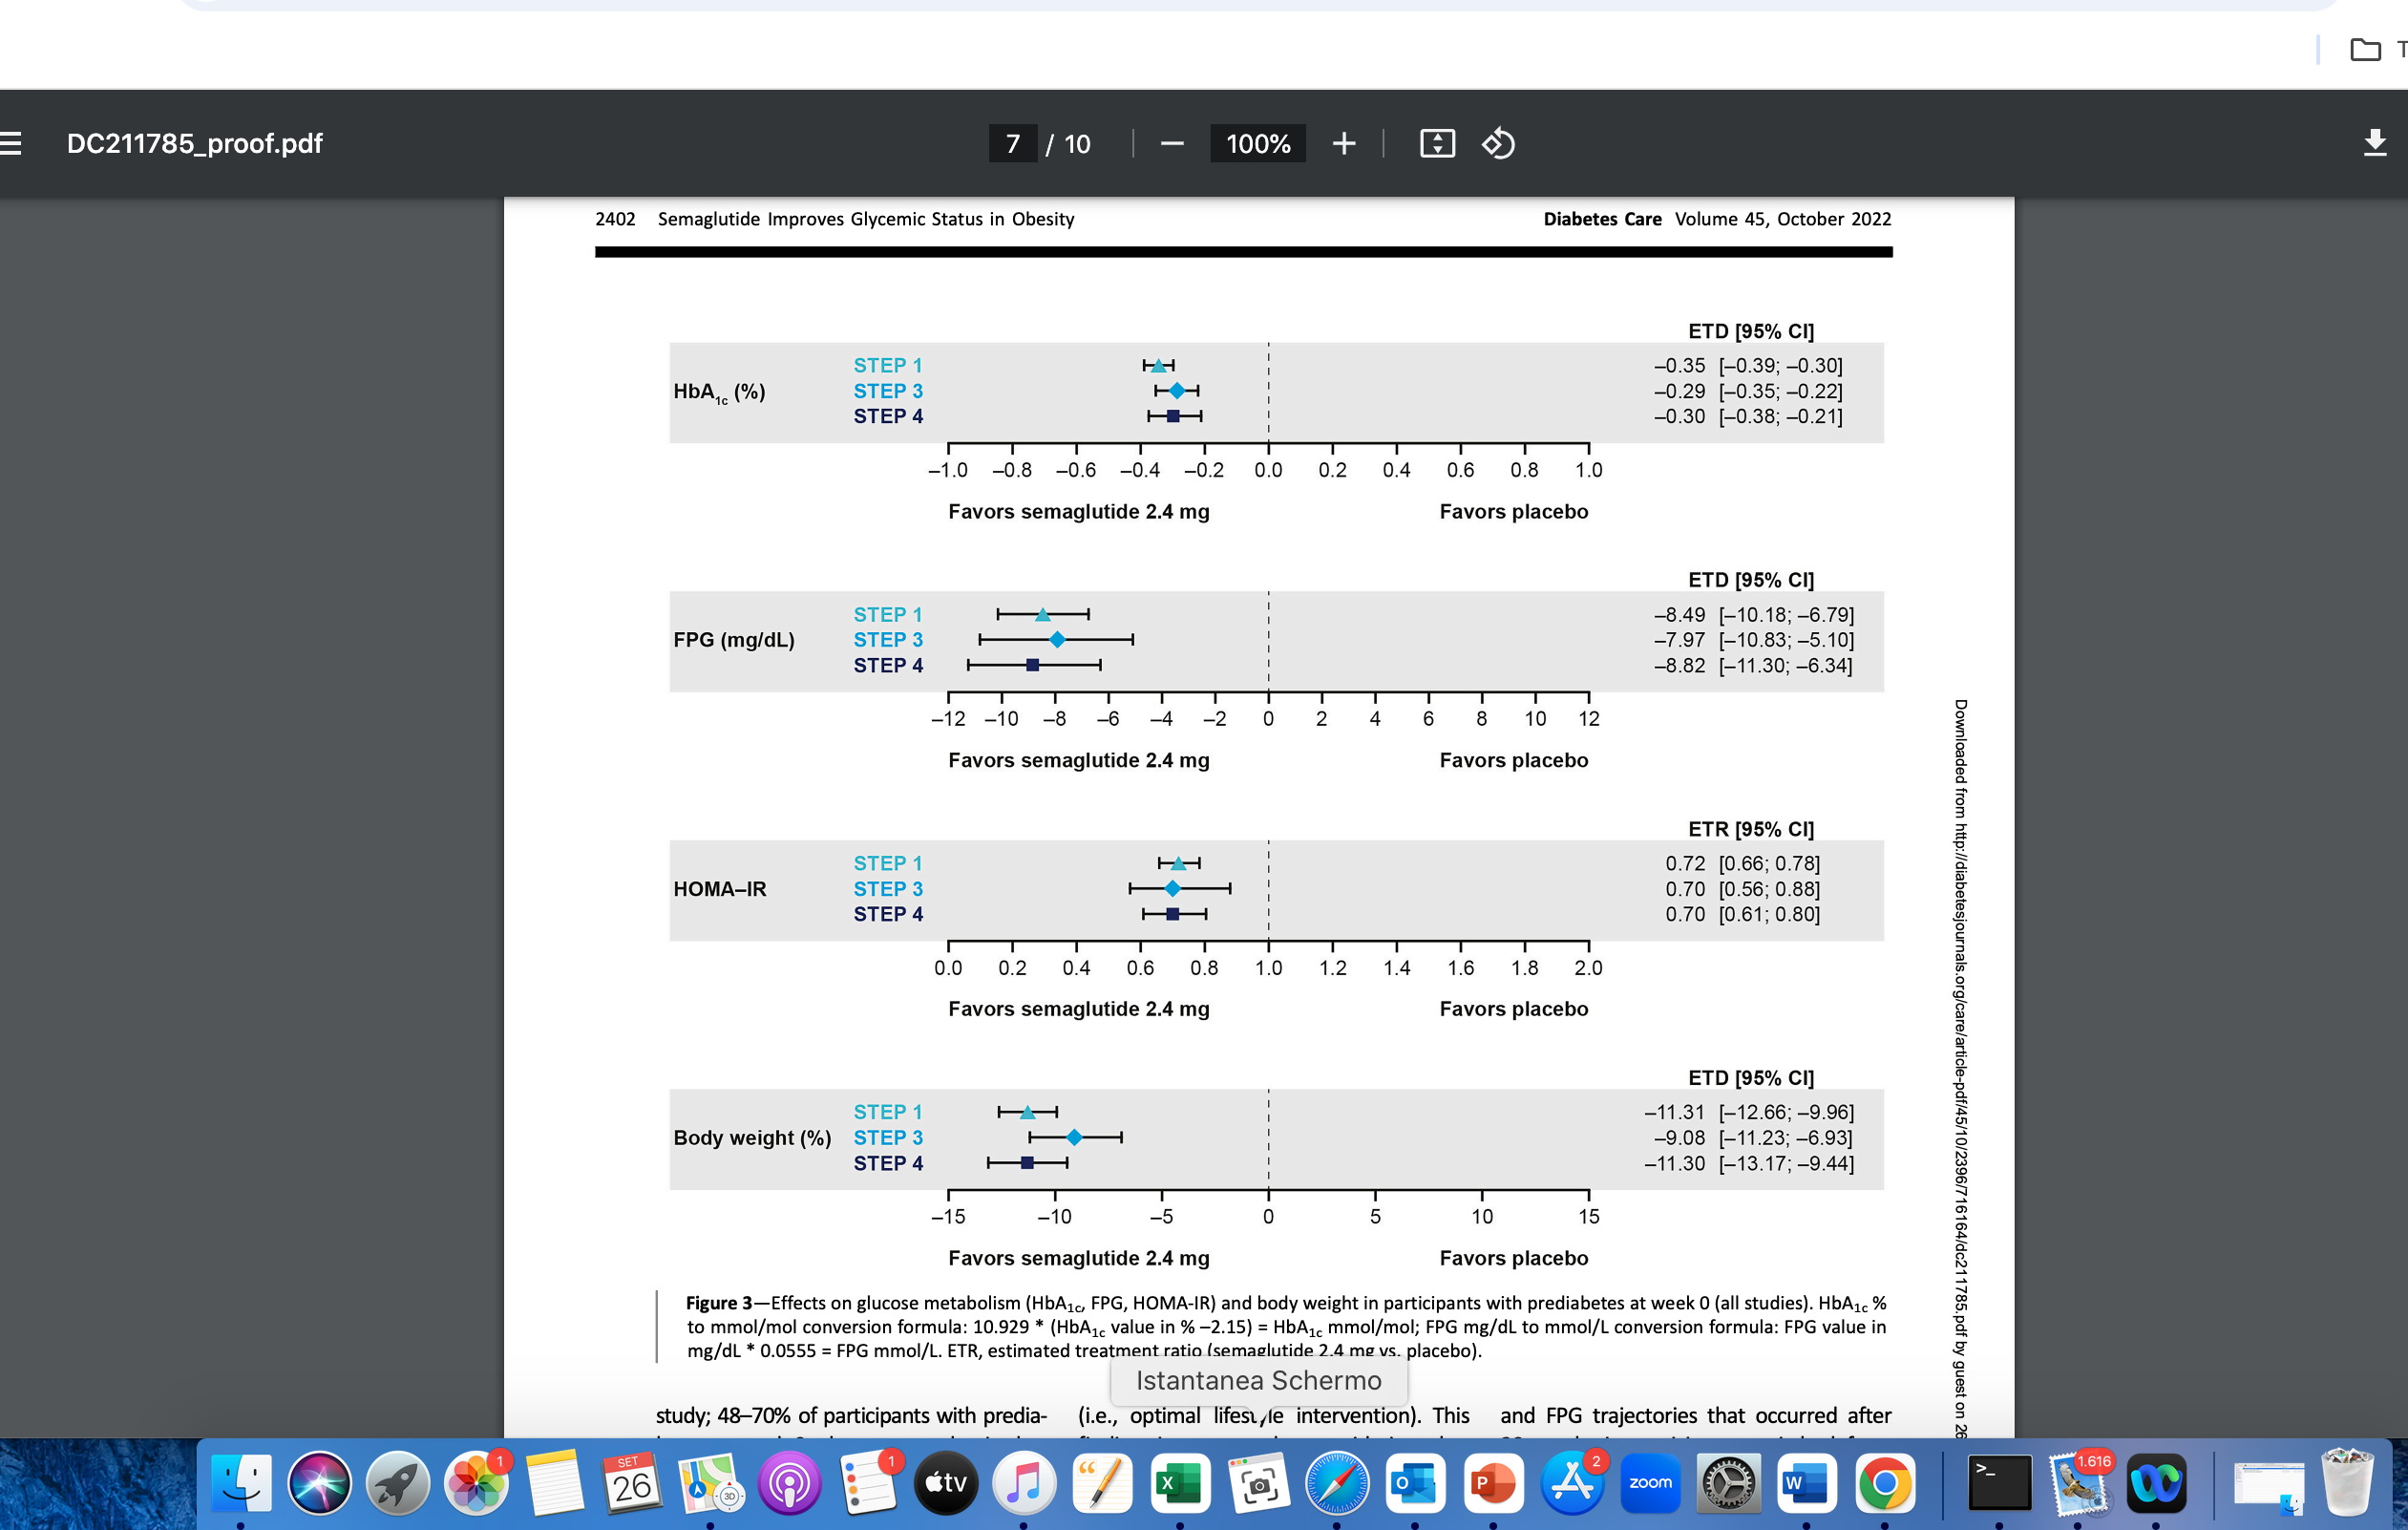 T
DC211785_proof.pdf
7 / 10
100%
2402 Semaglutide Improves Glycemic Status in Obesity
Diabetes Care Volume 45, October 2022
ETD [95% CI]
HbA1c (%)
STEP 1 –0.35 [–0.39; –0.30]
STEP 3 –0.29 [–0.35; –0.22]
STEP 4 –0.30 [–0.38; –0.21]
–1.0 –0.8 –0.6 –0.4 –0.2 0.0 0.2 0.4 0.6 0.8 1.0
Favors semaglutide 2.4 mg Favors placebo
ETD [95% CI]
FPG (mg/dL)
STEP 1 –8.49 [–10.18; –6.79]
STEP 3 –7.97 [–10.83; –5.10]
STEP 4 –8.82 [–11.30; –6.34]
–12 –10 –8 –6 –4 –2 0 2 4 6 8 10 12
Favors semaglutide 2.4 mg Favors placebo
ETR [95% CI]
HOMA–IR
STEP 1 0.72 [0.66; 0.78]
STEP 3 0.70 [0.56; 0.88]
STEP 4 0.70 [0.61; 0.80]
0.0 0.2 0.4 0.6 0.8 1.0 1.2 1.4 1.6 1.8 2.0
Favors semaglutide 2.4 mg Favors placebo
ETD [95% CI]
Body weight (%)
STEP 1 –11.31 [–12.66; –9.96]
STEP 3 –9.08 [–11.23; –6.93]
STEP 4 –11.30 [–13.17; –9.44]
–15 –10 –5 0 5 10 15
Favors semaglutide 2.4 mg Favors placebo
Figure 3—Effects on glucose metabolism (HbA1c, FPG, HOMA-IR) and body weight in participants with prediabetes at week 0 (all studies). HbA1c %
to mmol/mol conversion formula: 10.929 * (HbA1c value in % –2.15) = HbA1c mmol/mol; FPG mg/dL to mmol/L conversion formula: FPG value in
mg/dL * 0.0555 = FPG mmol/L. ETR, estimated treatment ratio (semaglutide 2.4 mg vs. placebo).
Istantanea Schermo
study; 48–70% of participants with predia-
(i.e., optimal lifestyle intervention). This
and FPG trajectories that occurred after
Downloaded from http://diabetesjournals.org/care/article-pdf/45/10/2396/716164/dc211785.pdf by guest on 26
1
SET
26
3D
1
tv
X
O
P
2
zoom
W
>_
1.616